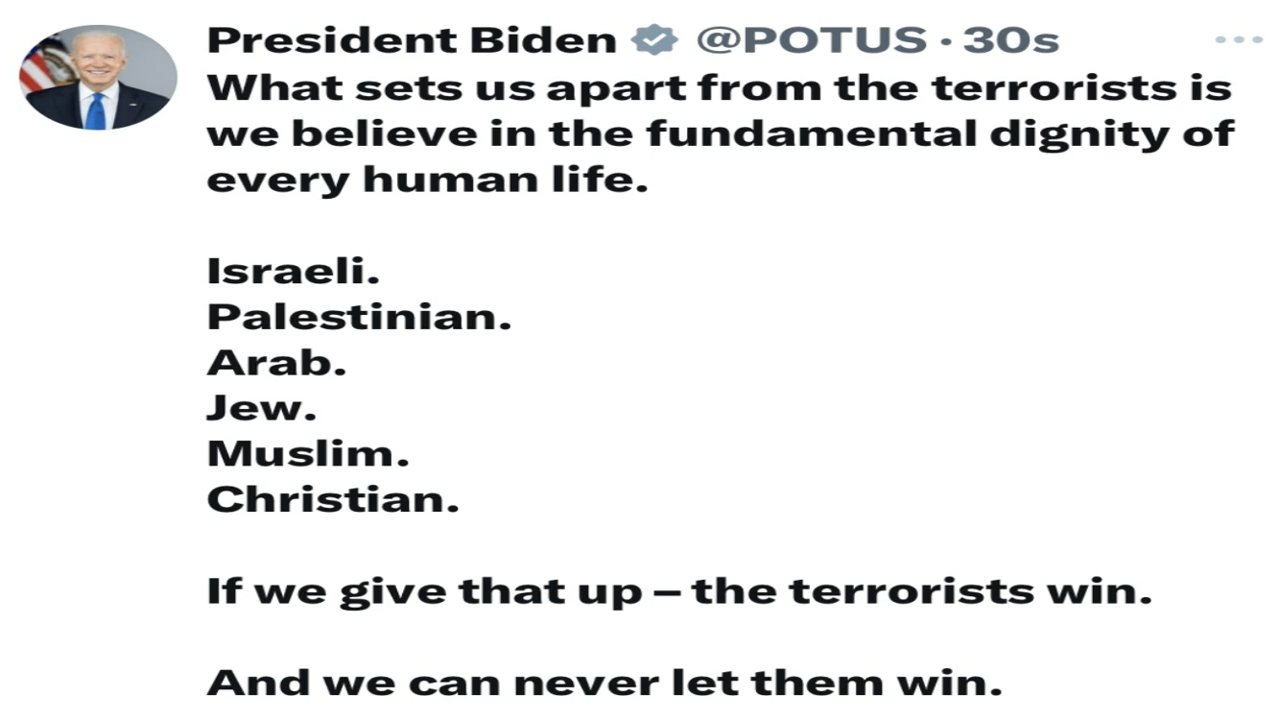 President Biden @POTUS · 30s
What sets us apart from the terrorists is
we believe in the fundamental dignity of
every human life.
Israeli.
Palestinian.
Arab.
Jew.
Muslim.
Christian.
If we give that up – the terrorists win.
And we can never let them win.